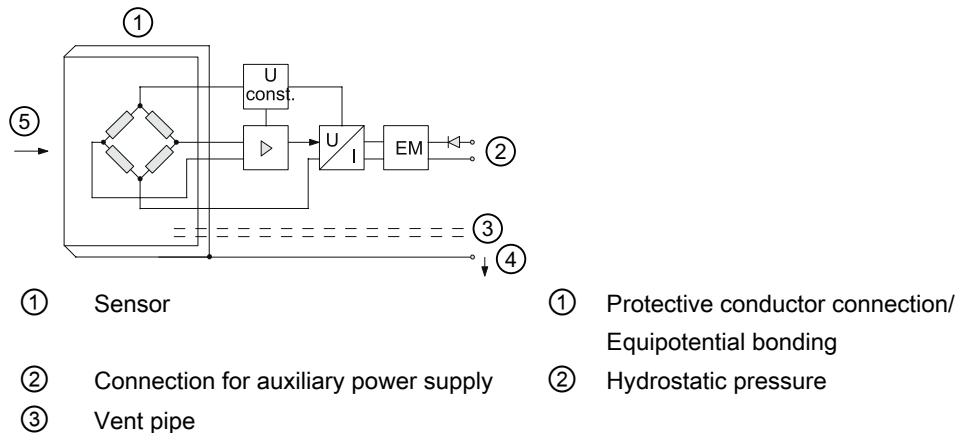 ①
U
const.
⑤
U
I
EM
②
③
④
① Sensor
① Protective conductor connection/
Equipotential bonding
② Connection for auxiliary power supply
② Hydrostatic pressure
③ Vent pipe